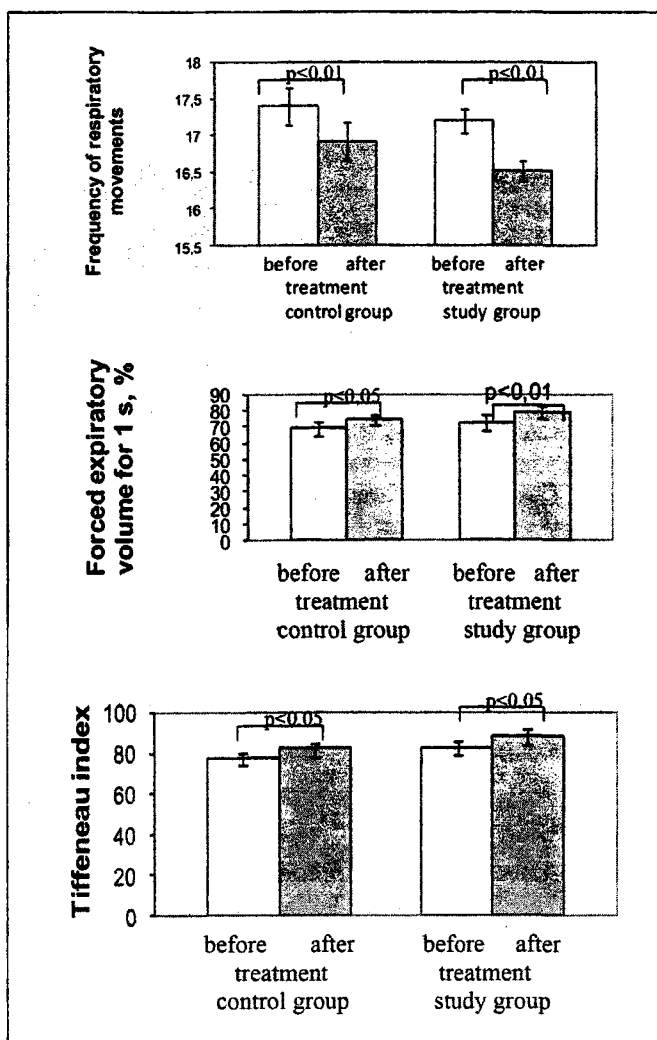 Frequency of respiratory
movements
18
17,5
17
16,5
16
15,5
p<0,01
p<0,01
before after
treatment
control group
before after
treatment
study group
Forced expiratory
volume for 1 s, %
90
80
70
60
50
40
30
20
10
0
p<0,05
p<0,01
before after
treatment
control group
before after
treatment
study group
Tiffeneau index
100
80
60
40
20
0
p<0,05
p<0,05
before after
treatment
control group
before after
treatment
study group